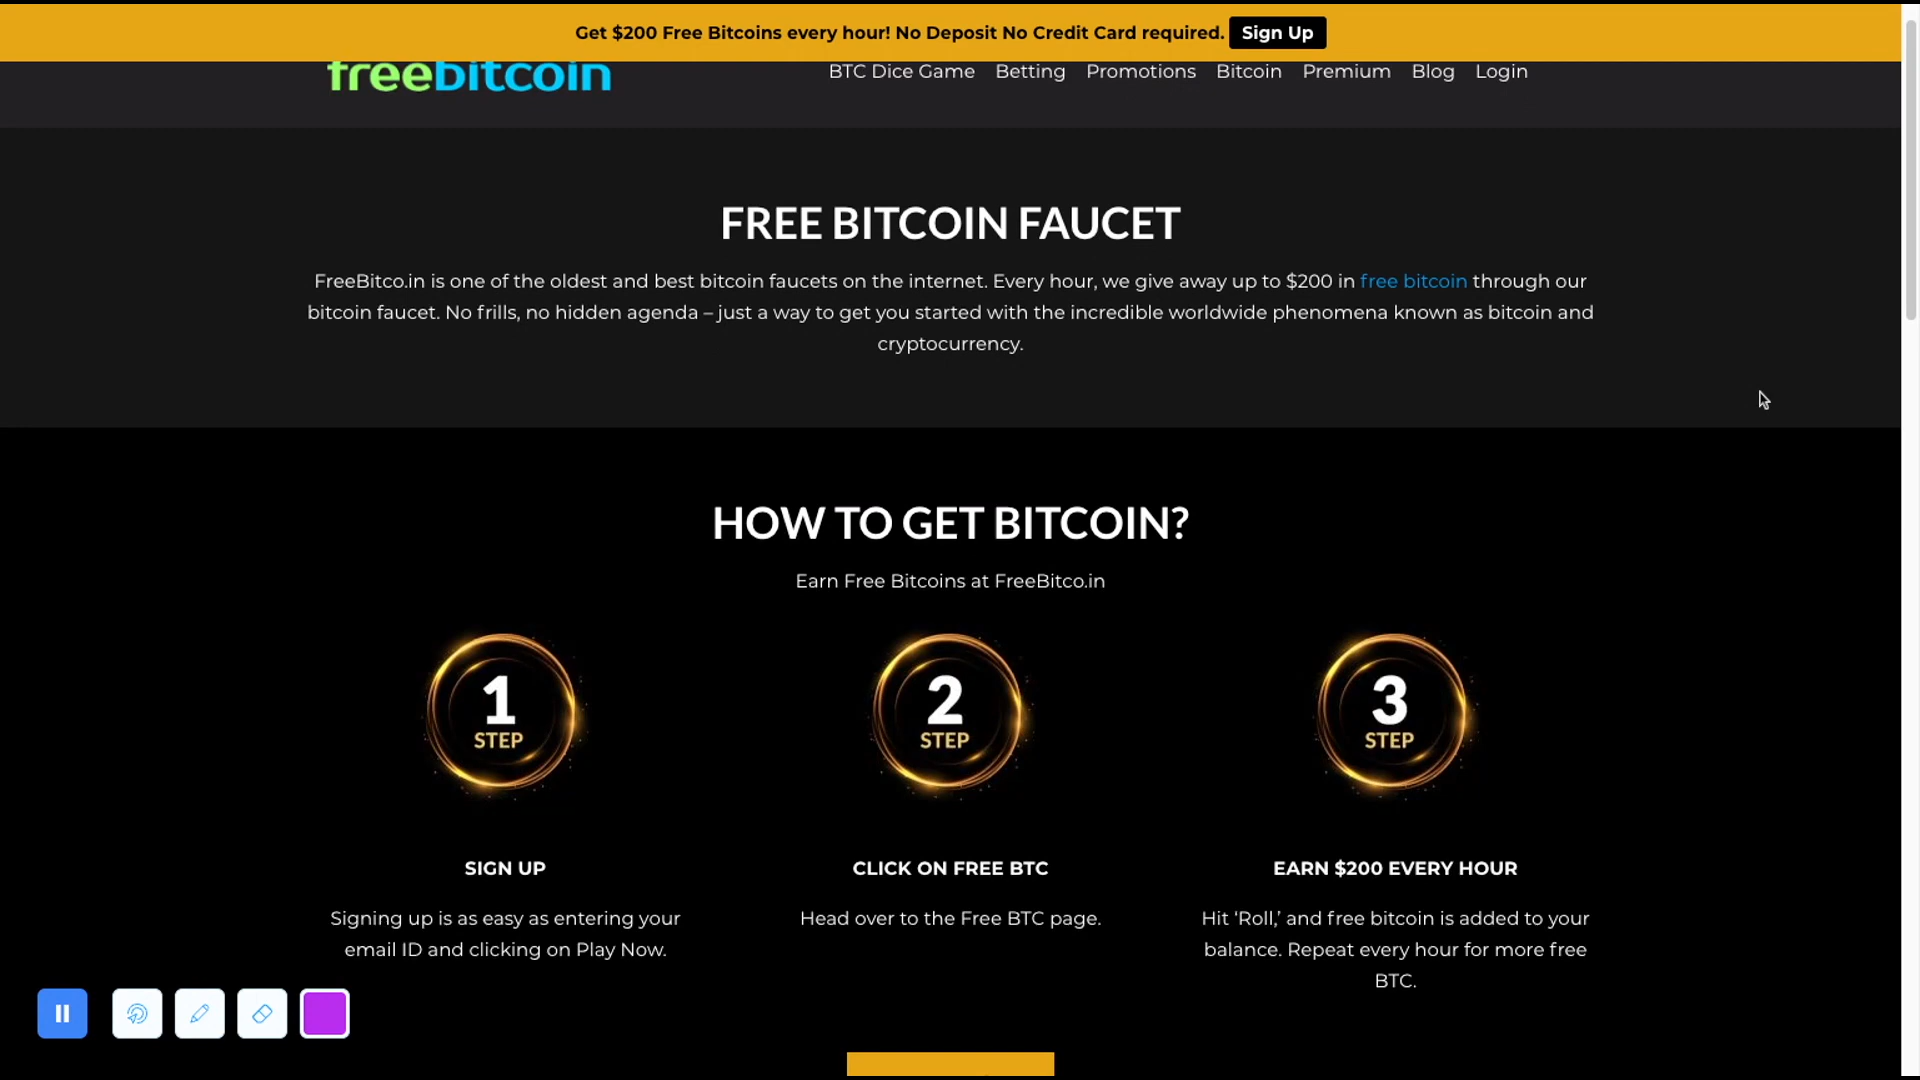 Get $200 Free Bitcoins every hour! No Deposit No Credit Card required. Sign Up
freebitcoin
BTC Dice Game Betting Promotions Bitcoin Premium Blog Login
FREE BITCOIN FAUCET
FreeBitco.in is one of the oldest and best bitcoin faucets on the internet. Every hour, we give away up to $200 in free bitcoin through our
bitcoin faucet. No frills, no hidden agenda – just a way to get you started with the incredible worldwide phenomena known as bitcoin and
cryptocurrency.
HOW TO GET BITCOIN?
Earn Free Bitcoins at FreeBitco.in
1
STEP
SIGN UP
Signing up is as easy as entering your
email ID and clicking on Play Now.
2
STEP
CLICK ON FREE BTC
Head over to the Free BTC page.
3
STEP
EARN $200 EVERY HOUR
Hit ‘Roll,’ and free bitcoin is added to your
balance. Repeat every hour for more free
BTC.